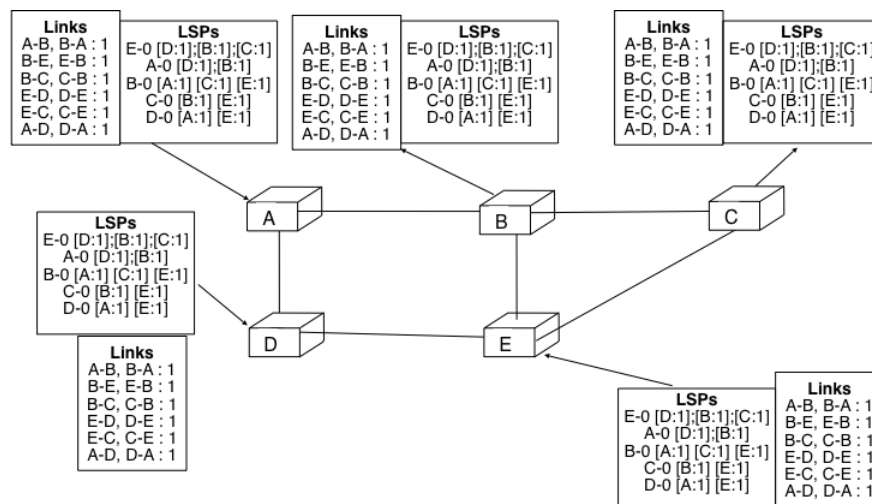 Links
A-B, B-A : 1
B-E, E-B : 1
B-C, C-B : 1
E-D, D-E : 1
E-C, C-E : 1
A-D, D-A : 1
LSPs
E-0 [D:1];[B:1];[C:1]
A-0 [D:1];[B:1]
B-0 [A:1] [C:1] [E:1]
C-0 [B:1] [E:1]
D-0 [A:1] [E:1]
Links
A-B, B-A : 1
B-E, E-B : 1
B-C, C-B : 1
E-D, D-E : 1
E-C, C-E : 1
A-D, D-A : 1
LSPs
E-0 [D:1];[B:1];[C:1]
A-0 [D:1];[B:1]
B-0 [A:1] [C:1] [E:1]
C-0 [B:1] [E:1]
D-0 [A:1] [E:1]
Links
A-B, B-A : 1
B-E, E-B : 1
B-C, C-B : 1
E-D, D-E : 1
E-C, C-E : 1
A-D, D-A : 1
LSPs
E-0 [D:1];[B:1];[C:1]
A-0 [D:1];[B:1]
B-0 [A:1] [C:1] [E:1]
C-0 [B:1] [E:1]
D-0 [A:1] [E:1]
A
B
C
LSPs
E-0 [D:1];[B:1];[C:1]
A-0 [D:1];[B:1]
B-0 [A:1] [C:1] [E:1]
C-0 [B:1] [E:1]
D-0 [A:1] [E:1]
D
E
Links
A-B, B-A : 1
B-E, E-B : 1
B-C, C-B : 1
E-D, D-E : 1
E-C, C-E : 1
A-D, D-A : 1
LSPs
E-0 [D:1];[B:1];[C:1]
A-0 [D:1];[B:1]
B-0 [A:1] [C:1] [E:1]
C-0 [B:1] [E:1]
D-0 [A:1] [E:1]
Links
A-B, B-A : 1
B-E, E-B : 1
B-C, C-B : 1
E-D, D-E : 1
E-C, C-E : 1
A-D, D-A : 1